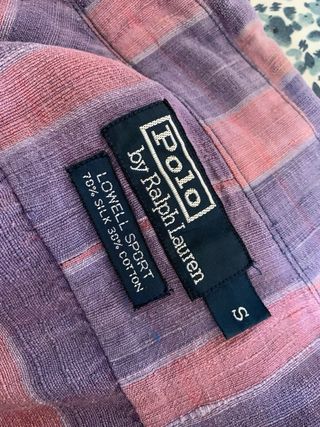 Polo
by Ralph Lauren
S
LOWELL SPORT
70% SILK 30% COTTON